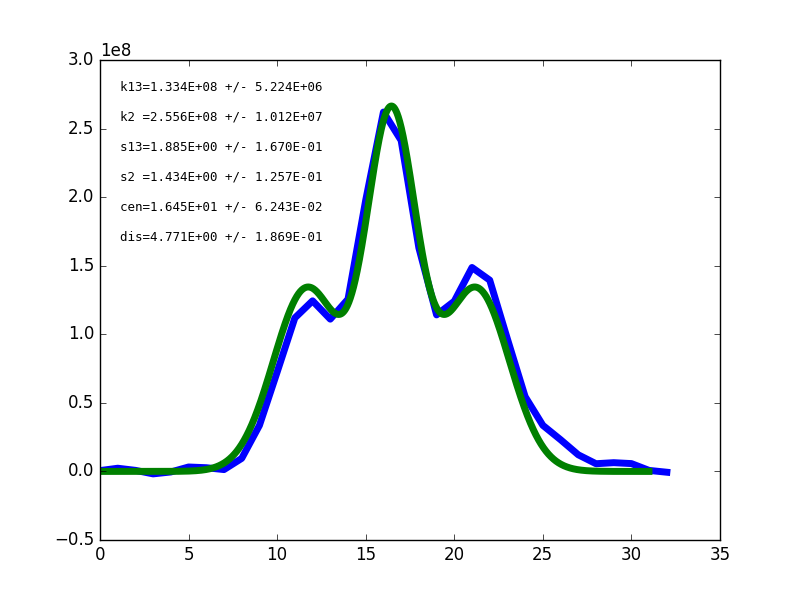 1e8
3.0
k13=1.334E+08 +/- 5.224E+06
k2 =2.556E+08 +/- 1.012E+07
2.5
s13=1.885E+00 +/- 1.670E-01
s2 =1.434E+00 +/- 1.257E-01
2.0
cen=1.645E+01 +/- 6.243E-02
dis=4.771E+00 +/- 1.869E-01
1.5
1.0
0.5
0.0
−0.5
0 5 10 15 20 25 30 35